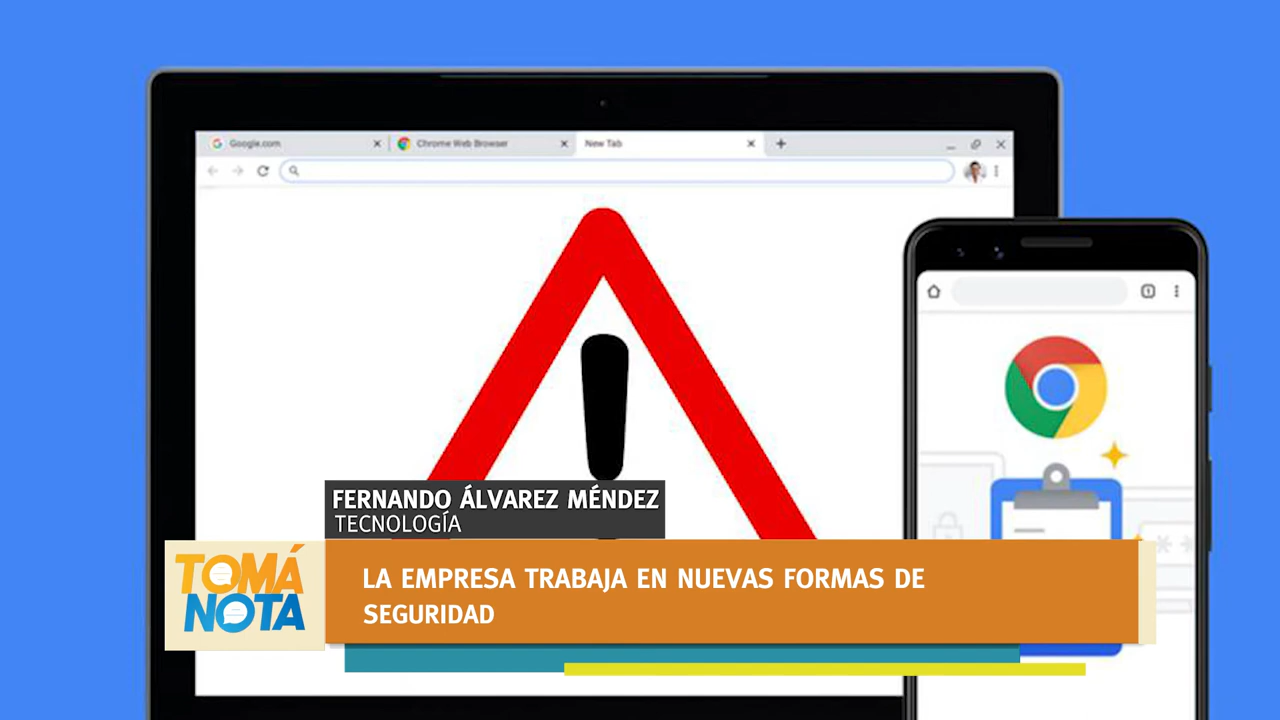 Google.com
Chrome Web Browser
New Tab
FERNANDO ÁLVAREZ MÉNDEZ
TECNOLOGÍA
TOMÁ
NOTA
LA EMPRESA TRABAJA EN NUEVAS FORMAS DE
SEGURIDAD